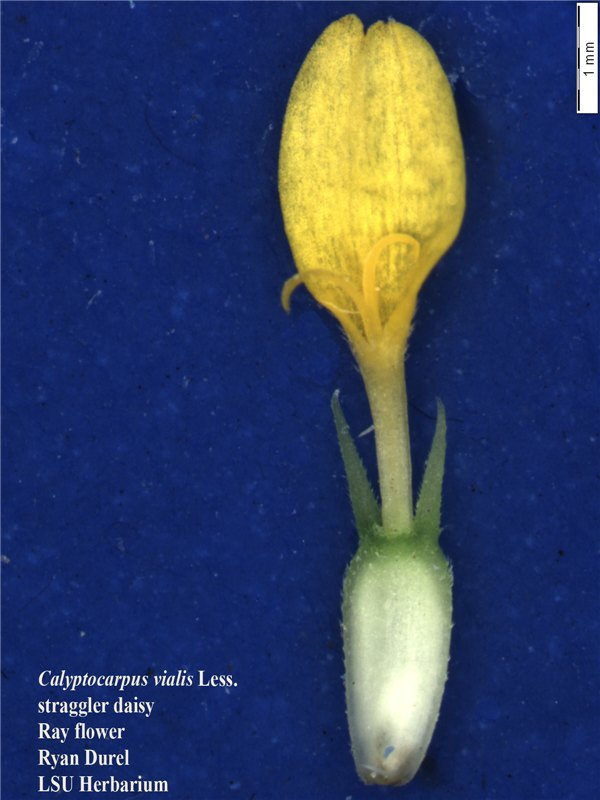 1 mm
Calyptocarpus vialis Less.
straggler daisy
Ray flower
Ryan Durel
LSU Herbarium